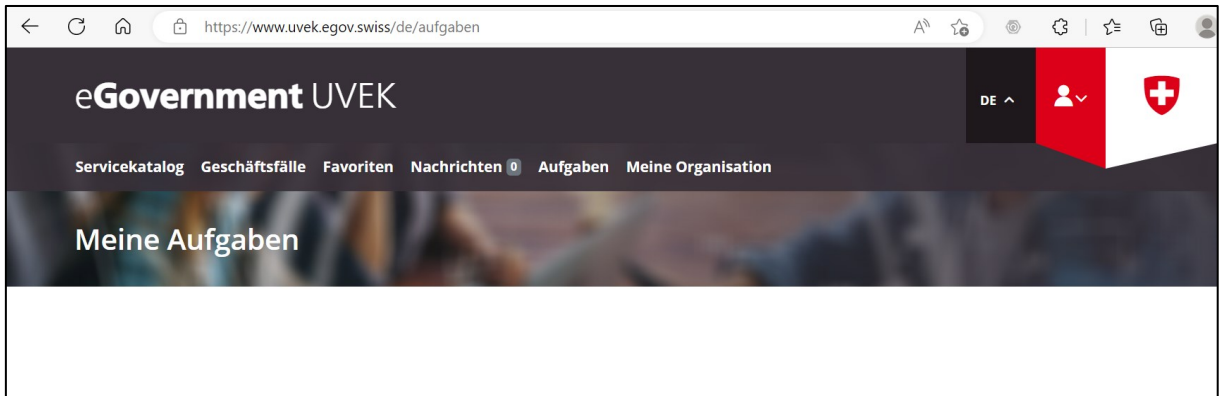 https://www.uvek.egov.swiss/de/aufgaben
eGovernment UVEK
DE
Servicekatalog Geschäftsfälle Favoriten Nachrichten 0 Aufgaben Meine Organisation
Meine Aufgaben